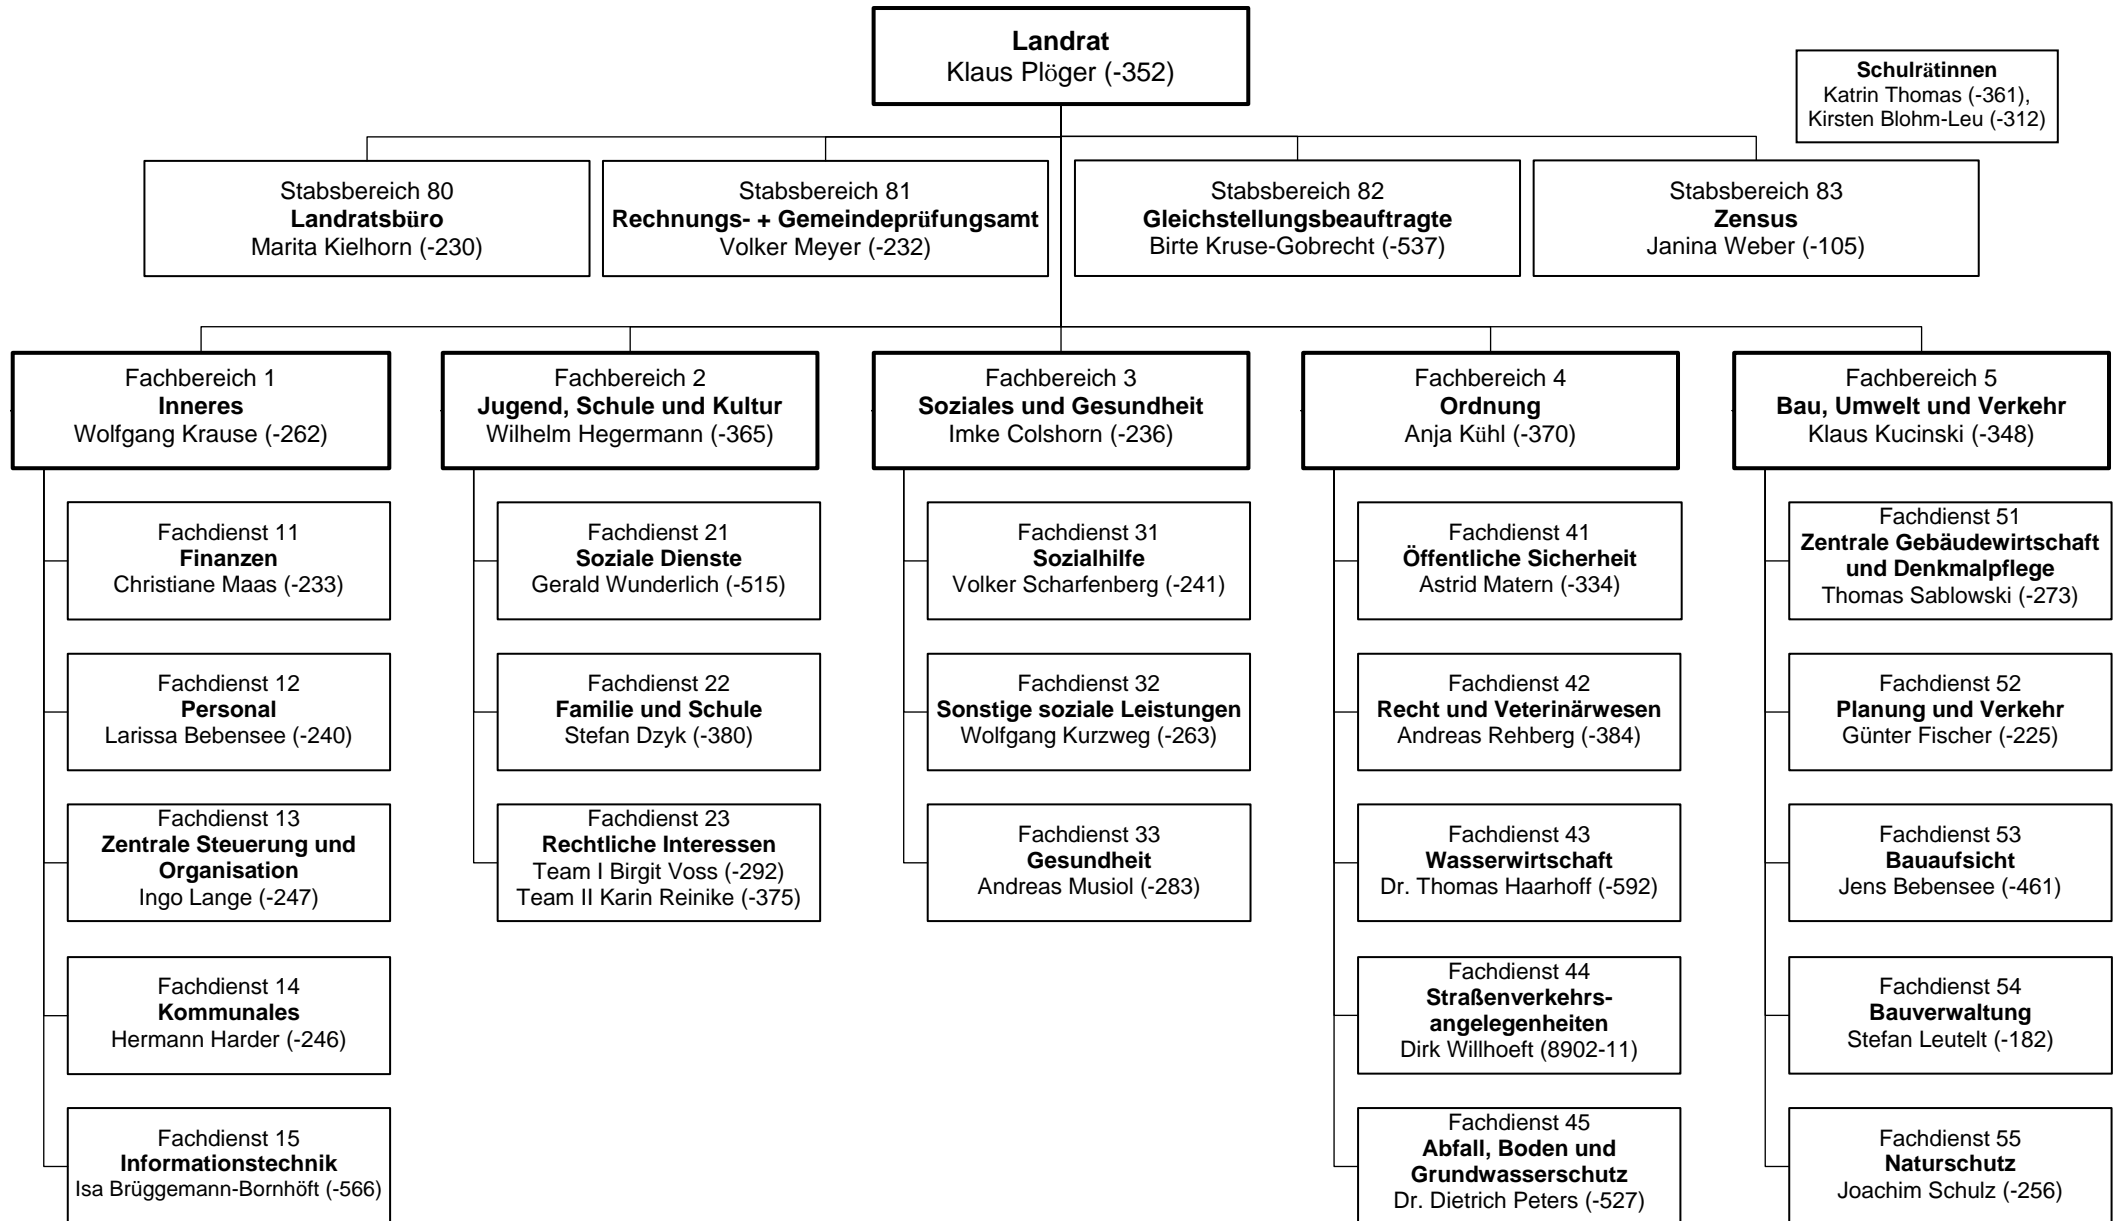 Landrat
Klaus Plöger (-352)
Schulrätinnen
Katrin Thomas (-361),
Kirsten Blohm-Leu (-312)
Stabsbereich 80
Landratsbüro
Marita Kielhorn (-230)
Stabsbereich 81
Rechnungs- + Gemeindeprüfungsamt
Volker Meyer (-232)
Stabsbereich 82
Gleichstellungsbeauftragte
Birte Kruse-Gobrecht (-537)
Stabsbereich 83
Zensus
Janina Weber (-105)
Fachbereich 1
Inneres
Wolfgang Krause (-262)
Fachbereich 2
Jugend, Schule und Kultur
Wilhelm Hegermann (-365)
Fachbereich 3
Soziales und Gesundheit
Imke Colshorn (-236)
Fachbereich 4
Ordnung
Anja Kühl (-370)
Fachbereich 5
Bau, Umwelt und Verkehr
Klaus Kucinski (-348)
Fachdienst 11
Finanzen
Christiane Maas (-233)
Fachdienst 12
Personal
Larissa Bebensee (-240)
Fachdienst 13
Zentrale Steuerung und
Organisation
Ingo Lange (-247)
Fachdienst 14
Kommunales
Hermann Harder (-246)
Fachdienst 15
Informationstechnik
Isa Brüggemann-Bornhöft (-566)
Fachdienst 21
Soziale Dienste
Gerald Wunderlich (-515)
Fachdienst 22
Familie und Schule
Stefan Dzyk (-380)
Fachdienst 23
Rechtliche Interessen
Team I Birgit Voss (-292)
Team II Karin Reinike (-375)
Fachdienst 31
Sozialhilfe
Volker Scharfenberg (-241)
Fachdienst 32
Sonstige soziale Leistungen
Wolfgang Kurzweg (-263)
Fachdienst 33
Gesundheit
Andreas Musiol (-283)
Fachdienst 41
Öffentliche Sicherheit
Astrid Matern (-334)
Fachdienst 42
Recht und Veterinärwesen
Andreas Rehberg (-384)
Fachdienst 43
Wasserwirtschaft
Dr. Thomas Haarhoff (-592)
Fachdienst 44
Straßenverkehrs-
angelegenheiten
Dirk Willhoeft (8902-11)
Fachdienst 45
Abfall, Boden und
Grundwasserschutz
Dr. Dietrich Peters (-527)
Fachdienst 51
Zentrale Gebäudewirtschaft
und Denkmalpflege
Thomas Sablowski (-273)
Fachdienst 52
Planung und Verkehr
Günter Fischer (-225)
Fachdienst 53
Bauaufsicht
Jens Bebensee (-461)
Fachdienst 54
Bauverwaltung
Stefan Leutelt (-182)
Fachdienst 55
Naturschutz
Joachim Schulz (-256)